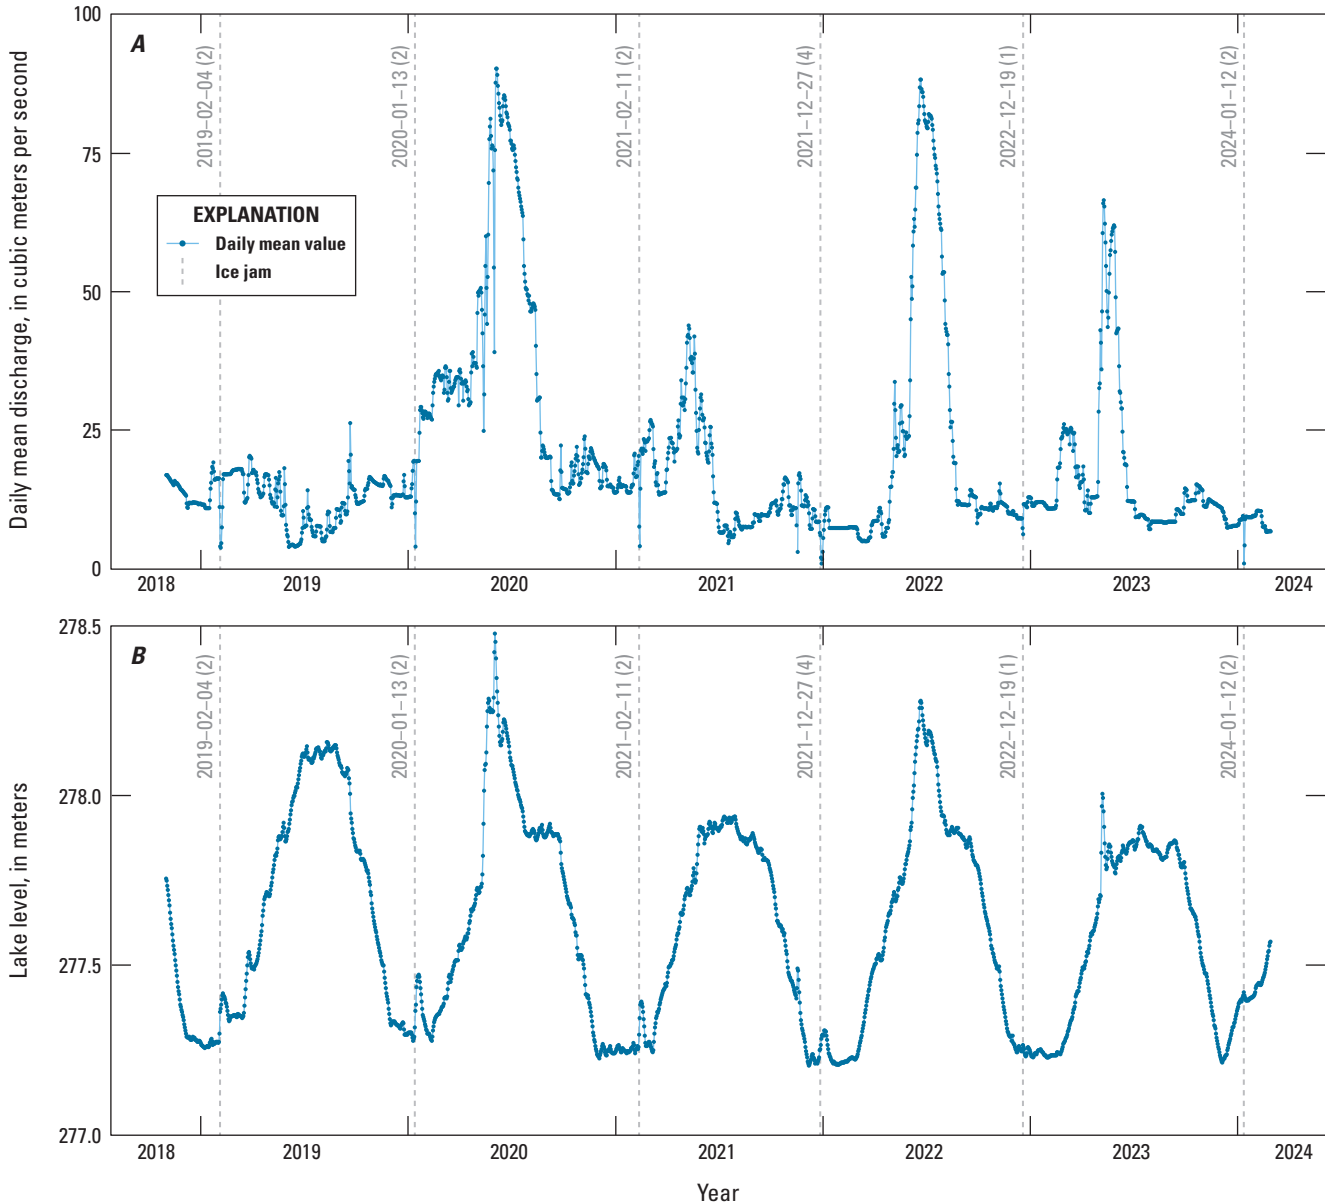 A
Daily mean discharge, in cubic meters per second
100
75
50
25
0
2019–02–04 (2)
2020–01–13 (2)
2021–02–11 (2)
2021–12–27 (4)
2022–12–19 (1)
2024–01–12 (2)
EXPLANATION
Daily mean value
Ice jam
2018 2019 2020 2021 2022 2023 2024
B
Lake level, in meters
278.5
278.0
277.5
277.0
2019–02–04 (2)
2020–01–13 (2)
2021–02–11 (2)
2021–12–27 (4)
2022–12–19 (1)
2024–01–12 (2)
2018 2019 2020 2021 2022 2023 2024
Year